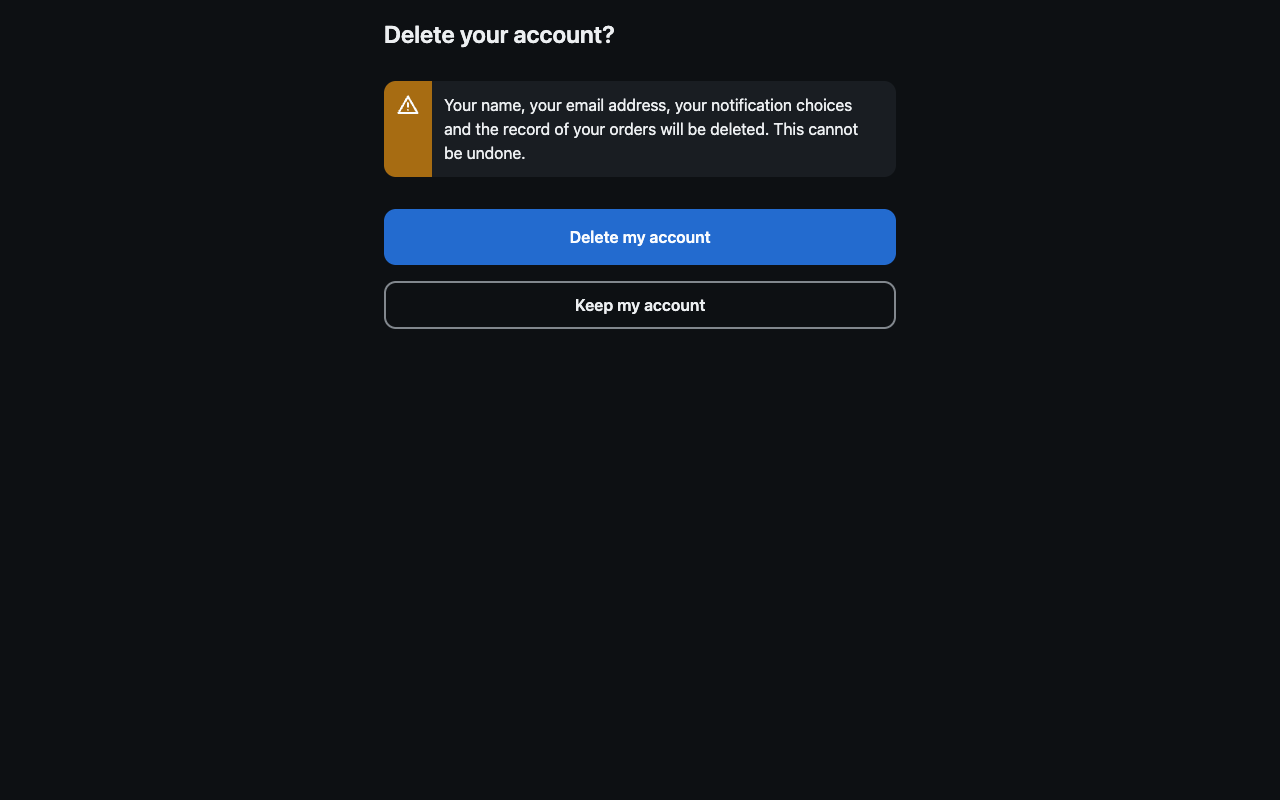 Delete your account?
Your name, your email address, your notification choices
and the record of your orders will be deleted. This cannot
be undone.
Delete my account
Keep my account